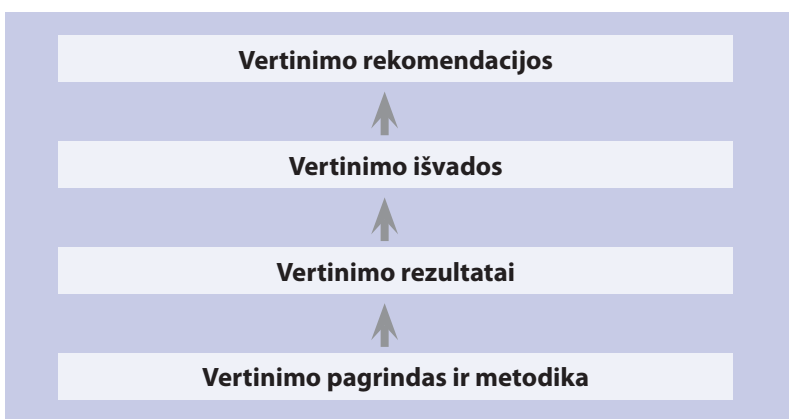 Vertinimo rekomendacijos
Vertinimo išvados
Vertinimo rezultatai
Vertinimo pagrindas ir metodika